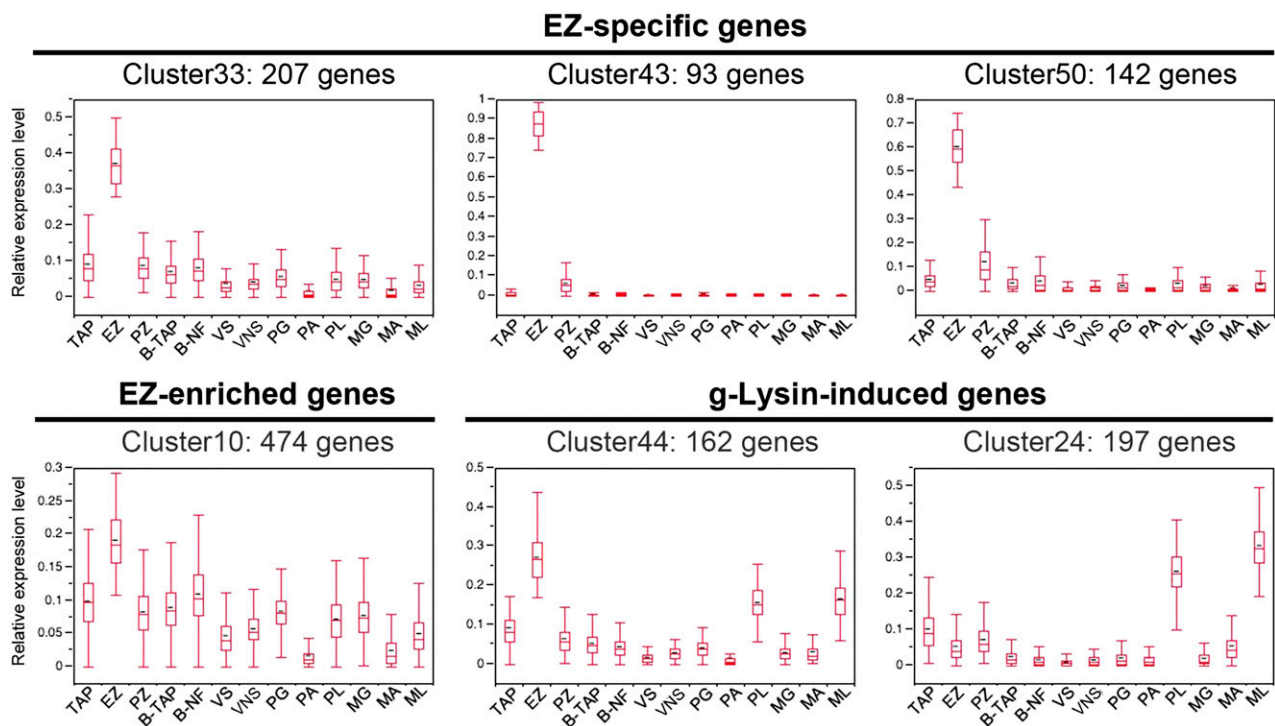 EZ-specific genes
Cluster33: 207 genes
Cluster43: 93 genes
Cluster50: 142 genes
Relative expression level
0.5
0.4
0.3
0.2
0.1
0
1
0.9
0.8
0.7
0.6
0.5
0.4
0.3
0.2
0.1
0
0.8
0.7
0.6
0.5
0.4
0.3
0.2
0.1
0
TAP EZ PZ B-TAP B-NF VS VNS PG PA PL MG MA ML
TAP EZ PZ B-TAP B-NF VS VNS PG PA PL MG MA ML
TAP EZ PZ B-TAP B-NF VS VNS PG PA PL MG MA ML
EZ-enriched genes
g-Lysin-induced genes
Cluster10: 474 genes
Cluster44: 162 genes
Cluster24: 197 genes
Relative expression level
0.3
0.25
0.2
0.15
0.1
0.05
0
0.5
0.4
0.3
0.2
0.1
0
0.5
0.4
0.3
0.2
0.1
0
TAP EZ PZ B-TAP B-NF VS VNS PG PA PL MG MA ML
TAP EZ PZ B-TAP B-NF VS VNS PG PA PL MG MA ML
TAP EZ PZ B-TAP B-NF VS VNS PG PA PL MG MA ML